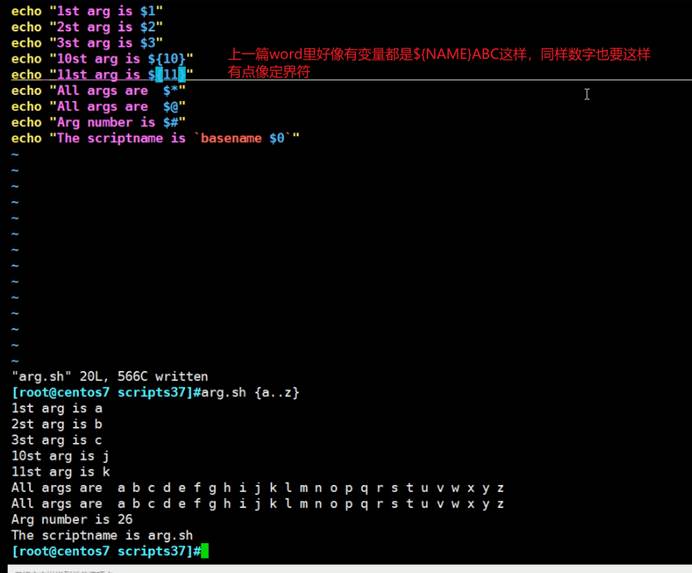 echo "1st arg is $1"
echo "2st arg is $2"
echo "3st arg is $3"
echo "10st arg is ${10}"
echo "11st arg is ${11}"
echo "All args are  $*"
echo "All args are  $@"
echo "Arg number is $#"
echo "The scriptname is `basename $0`"
上一篇word里好像有变量都是${NAME}ABC这样，同样数字也要这样
有点像定界符
~
~
~
~
~
~
~
~
~
~
~
~
~
~
"arg.sh" 20L, 566C written
[root@centos7 scripts37]#arg.sh {a..z}
1st arg is a
2st arg is b
3st arg is c
10st arg is j
11st arg is k
All args are  a b c d e f g h i j k l m n o p q r s t u v w x y z
All args are  a b c d e f g h i j k l m n o p q r s t u v w x y z
Arg number is 26
The scriptname is arg.sh
[root@centos7 scripts37]#